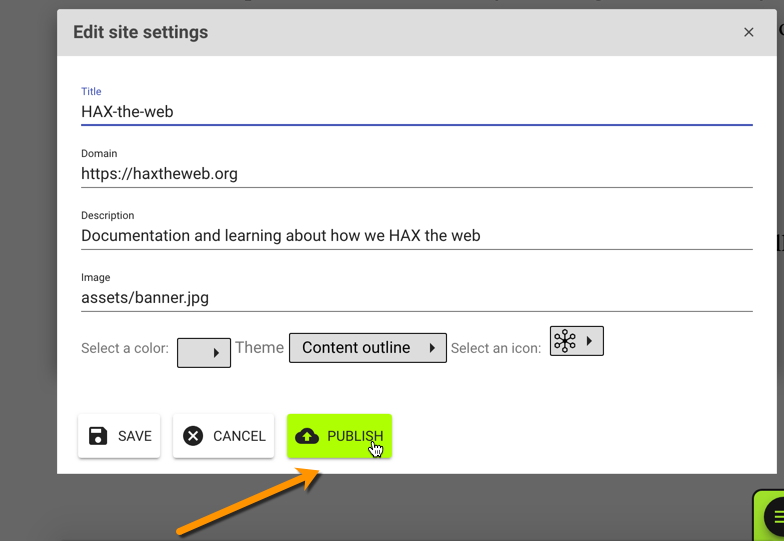 Edit site settings
Title
HAX-the-web
Domain
https://haxtheweb.org
Description
Documentation and learning about how we HAX the web
Image
assets/banner.jpg
Select a color: Theme Content outline Select an icon:
SAVE CANCEL PUBLISH